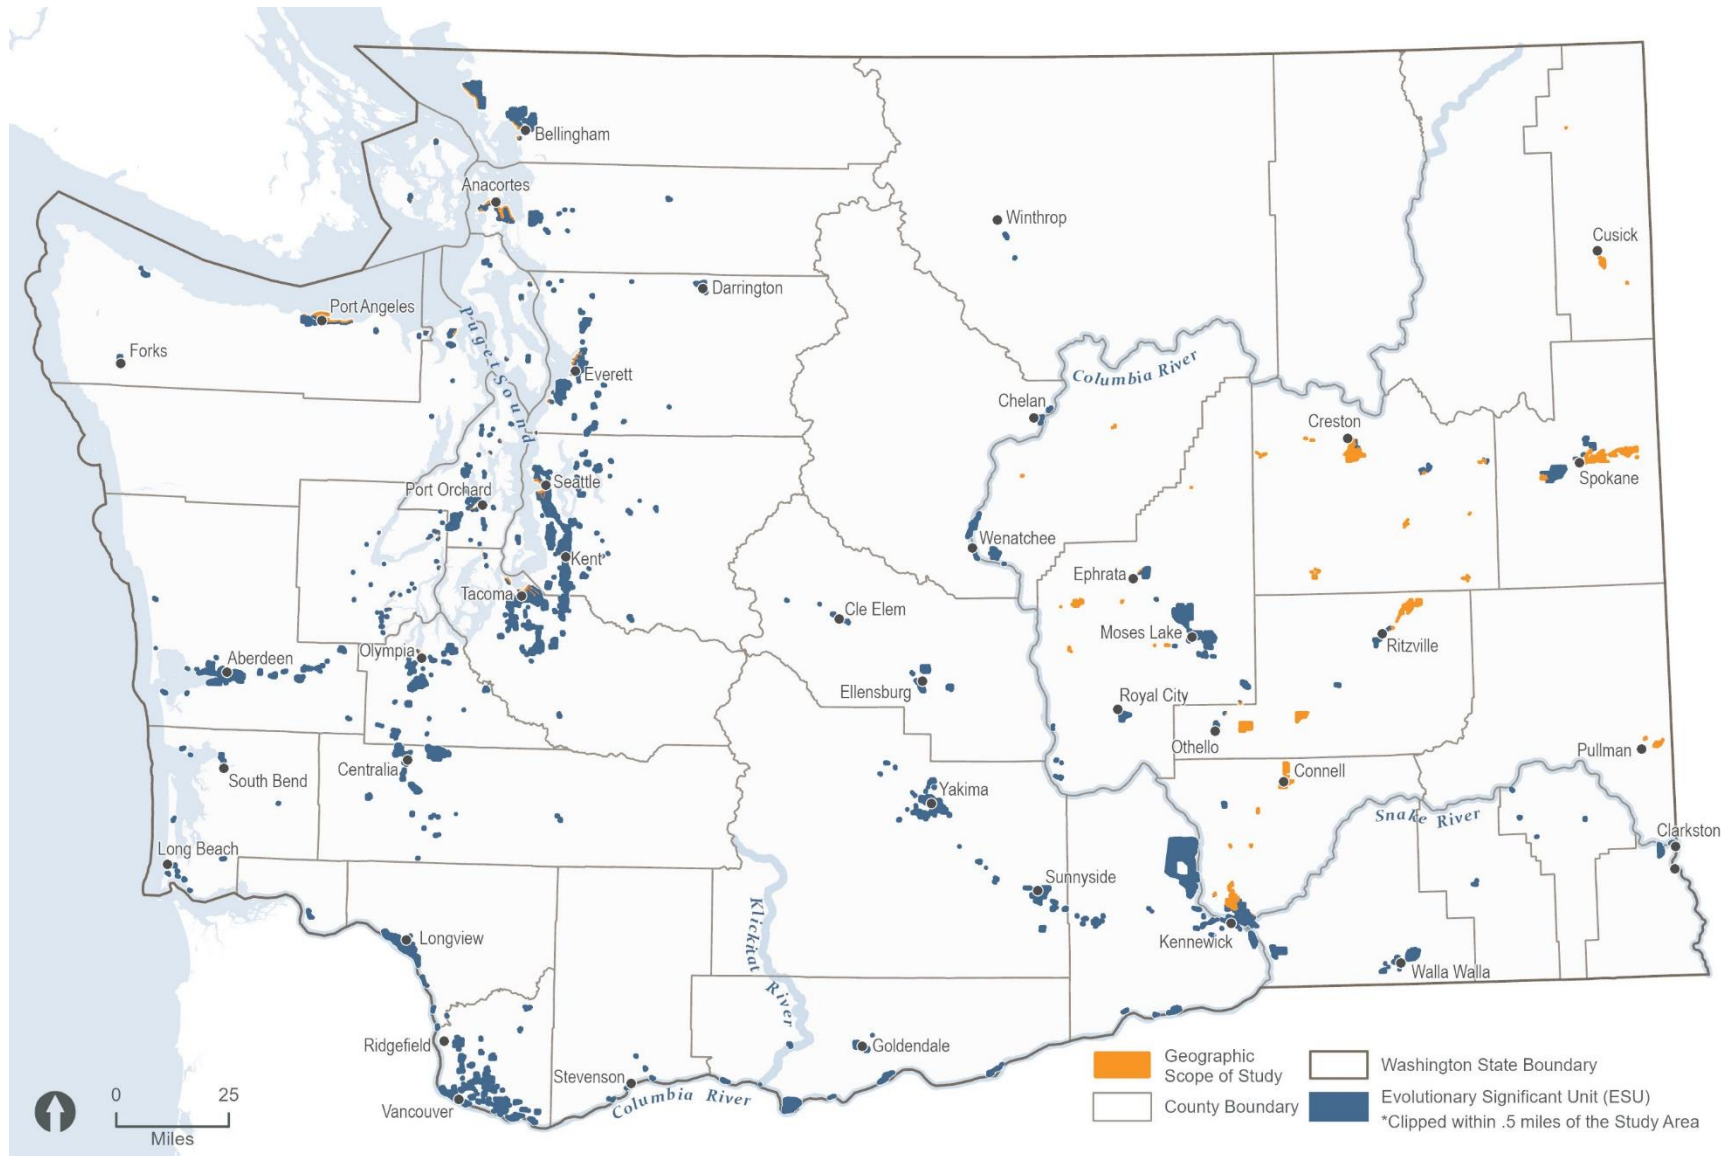 Bellingham
Anacortes
Winthrop
Cusick
Darrington
Port Angeles
Puget Sound
Forks
Everett
Columbia River
Chelan
Creston
Spokane
Seattle
Port Orchard
Wenatchee
Kent
Ephrata
Tacoma
Cle Elem
Moses Lake
Ritzville
Olympia
Aberdeen
Ellensburg
Royal City
Othello
Pullman
Centralia
South Bend
Connell
Yakima
Snake River
Clarkston
Long Beach
Sunnyside
Klickitat River
Longview
Kennewick
Walla Walla
Ridgefield
Goldendale
Stevenson
Columbia River
Vancouver
0 25
Miles
Geographic
Scope of Study
County Boundary
Washington State Boundary
Evolutionary Significant Unit (ESU)
*Clipped within .5 miles of the Study Area